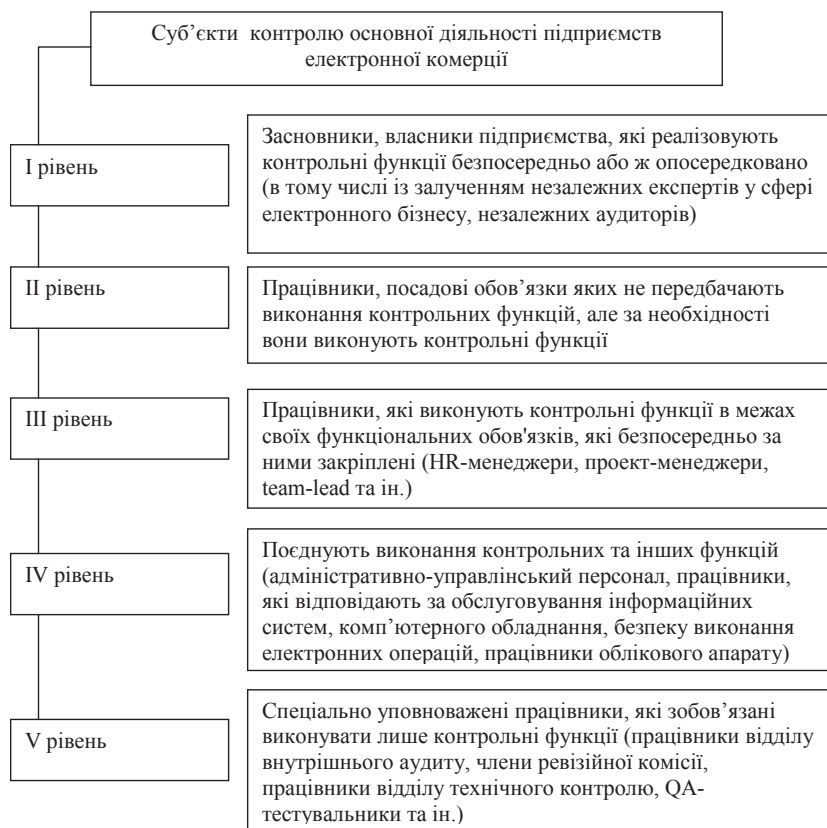 Суб’єкти контролю основної діяльності підприємств
електронної комерції
І рівень
Засновники, власники підприємства, які реалізовують
контрольні функції безпосередньо або ж опосередковано
(в тому числі із залученням незалежних експертів у сфері
електронного бізнесу, незалежних аудиторів)
ІІ рівень
Працівники, посадові обов’язки яких не передбачають
виконання контрольних функцій, але за необхідності
вони виконують контрольні функції
ІІІ рівень
Працівники, які виконують контрольні функції в межах
своїх функціональних обов'язків, які безпосередньо за
ними закріплені (HR-менеджери, проект-менеджери,
team-lead та ін.)
IV рівень
Поєднують виконання контрольних та інших функцій
(адміністративно-управлінський персонал, працівники,
які відповідають за обслуговування інформаційних
систем, комп’ютерного обладнання, безпеку виконання
електронних операцій, працівники облікового апарату)
V рівень
Спеціально уповноважені працівники, які зобов’язані
виконувати лише контрольні функції (працівники відділу
внутрішнього аудиту, члени ревізійної комісії,
працівники відділу технічного контролю, QA-
тестувальники та ін.)